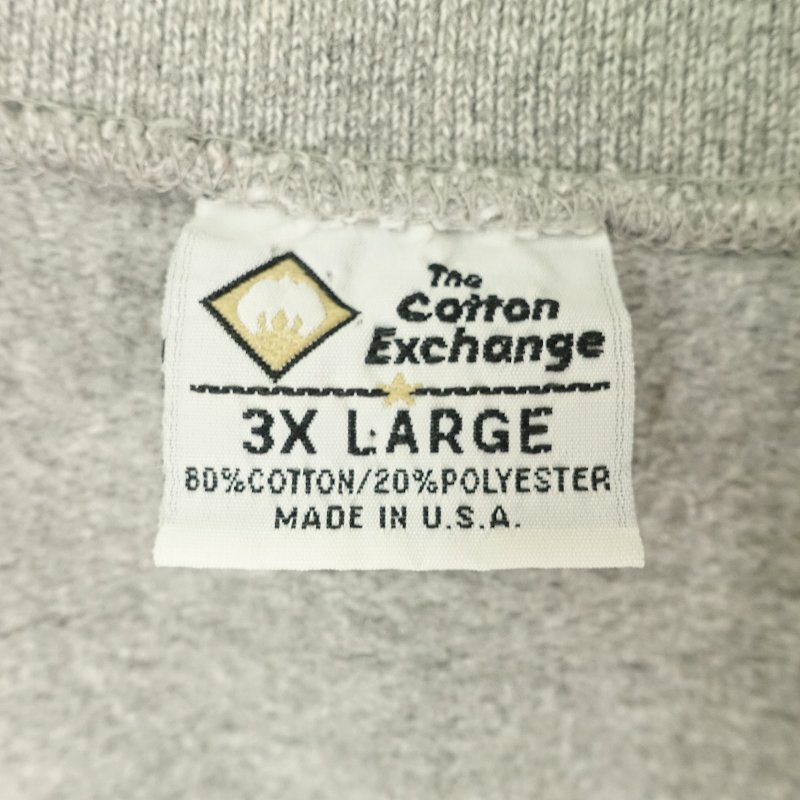 The
Cotton
Exchange
3X LARGE
80%COTTON/20%POLYESTER
MADE IN U.S.A.